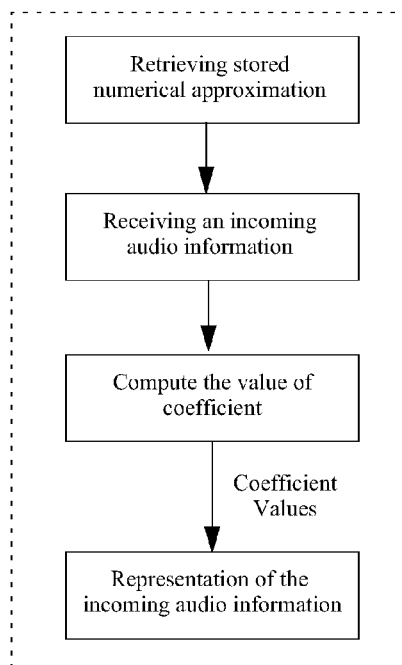 Retrieving stored
numerical approximation
Receiving an incoming
audio information
Compute the value of
coefficient
Coefficient
Values
Representation of the
incoming audio information